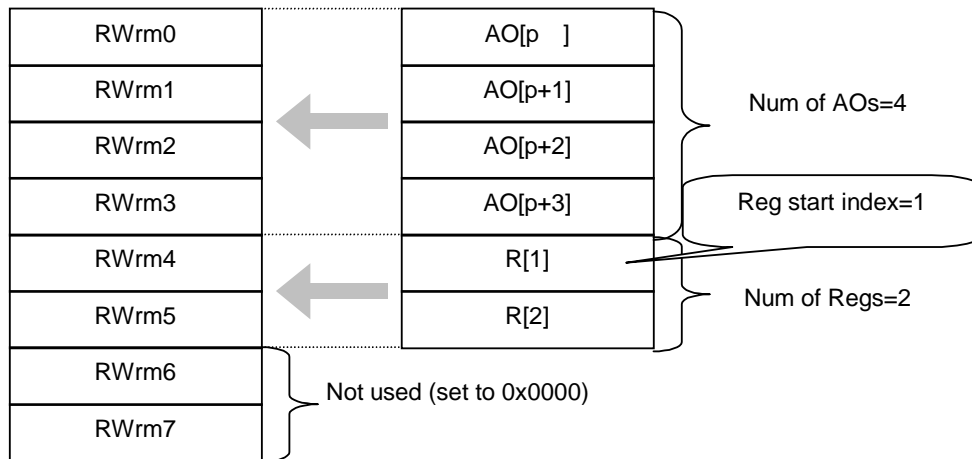 RWrm0
AO[p ]
RWrm1
AO[p+1]
Num of AOs=4
RWrm2
AO[p+2]
RWrm3
AO[p+3]
Reg start index=1
RWrm4
R[1]
RWrm5
R[2]
Num of Regs=2
RWrm6
Not used (set to 0x0000)
RWrm7